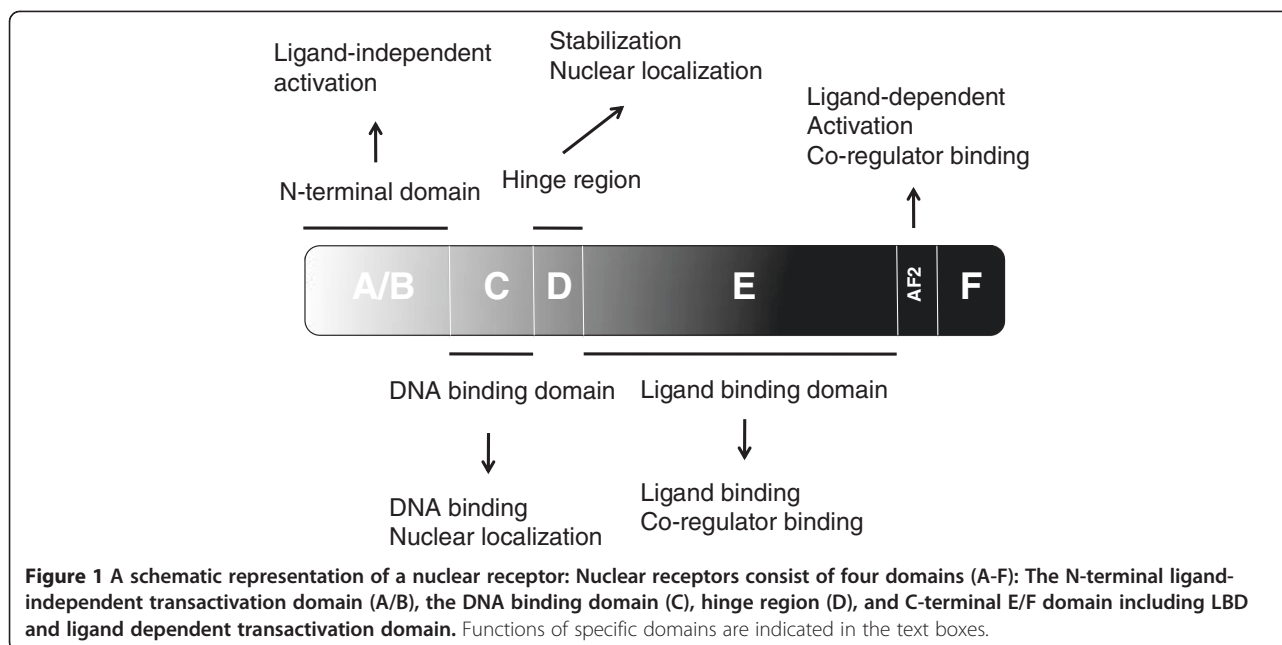 Ligand-independent
activation
Stabilization
Nuclear localization
Ligand-dependent
Activation
Co-regulator binding
N-terminal domain
Hinge region
A/B
C
D
E
AF2
F
DNA binding domain
Ligand binding domain
DNA binding
Nuclear localization
Ligand binding
Co-regulator binding
Figure 1 A schematic representation of a nuclear receptor: Nuclear receptors consist of four domains (A-F): The N-terminal ligand-
independent transactivation domain (A/B), the DNA binding domain (C), hinge region (D), and C-terminal E/F domain including LBD
and ligand dependent transactivation domain. Functions of specific domains are indicated in the text boxes.